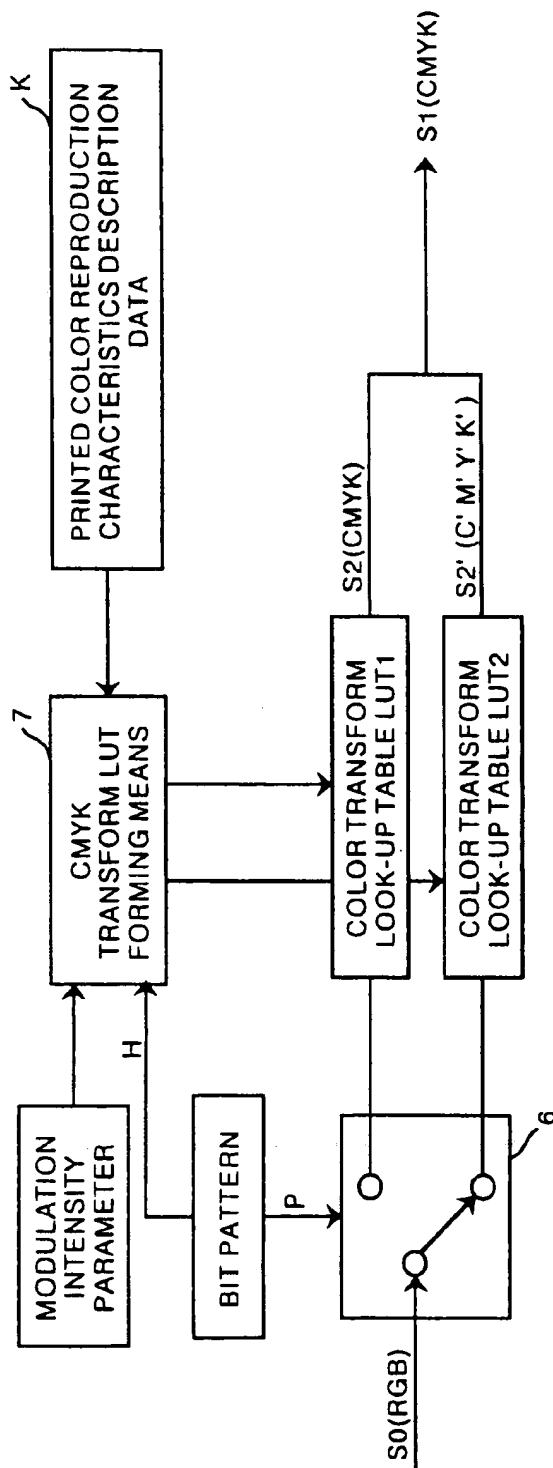 MODULATION
INTENSITY
PARAMETER
7
CMYK
TRANSFORM LUT
FORMING MEANS
K
PRINTED COLOR REPRODUCTION
CHARACTERISTICS DESCRIPTION
DATA
H
BIT PATTERN
P
S0(RGB)
6
COLOR TRANSFORM
LOOK-UP TABLE LUT1
S2(CMYK)
COLOR TRANSFORM
LOOK-UP TABLE LUT2
S2' (C' M' Y' K' )
S1(CMYK)